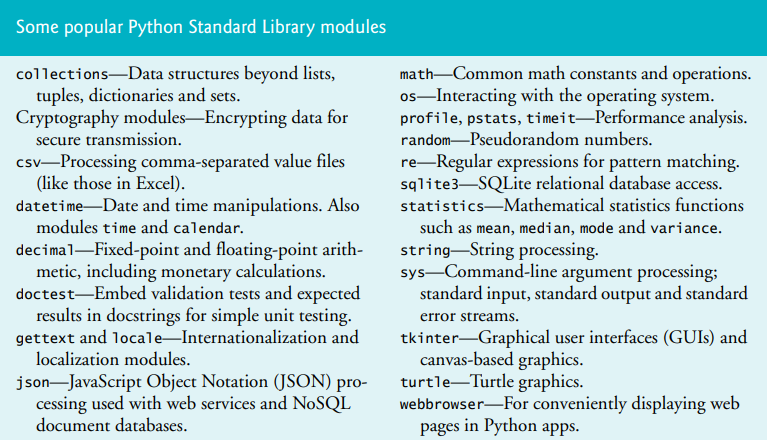 Some popular Python Standard Library modules
collections—Data structures beyond lists,
tuples, dictionaries and sets.
Cryptography modules—Encrypting data for
secure transmission.
csv—Processing comma-separated value files
(like those in Excel).
datetime—Date and time manipulations. Also
modules time and calendar.
decimal—Fixed-point and floating-point arith-
metic, including monetary calculations.
doctest—Embed validation tests and expected
results in docstrings for simple unit testing.
gettext and locale—Internationalization and
localization modules.
json—JavaScript Object Notation (JSON) pro-
cessing used with web services and NoSQL
document databases.
math—Common math constants and operations.
os—Interacting with the operating system.
profile, pstats, timeit—Performance analysis.
random—Pseudorandom numbers.
re—Regular expressions for pattern matching.
sqlite3—SQLite relational database access.
statistics—Mathematical statistics functions
such as mean, median, mode and variance.
string—String processing.
sys—Command-line argument processing;
standard input, standard output and standard
error streams.
tkinter—Graphical user interfaces (GUIs) and
canvas-based graphics.
turtle—Turtle graphics.
webbrowser—For conveniently displaying web
pages in Python apps.